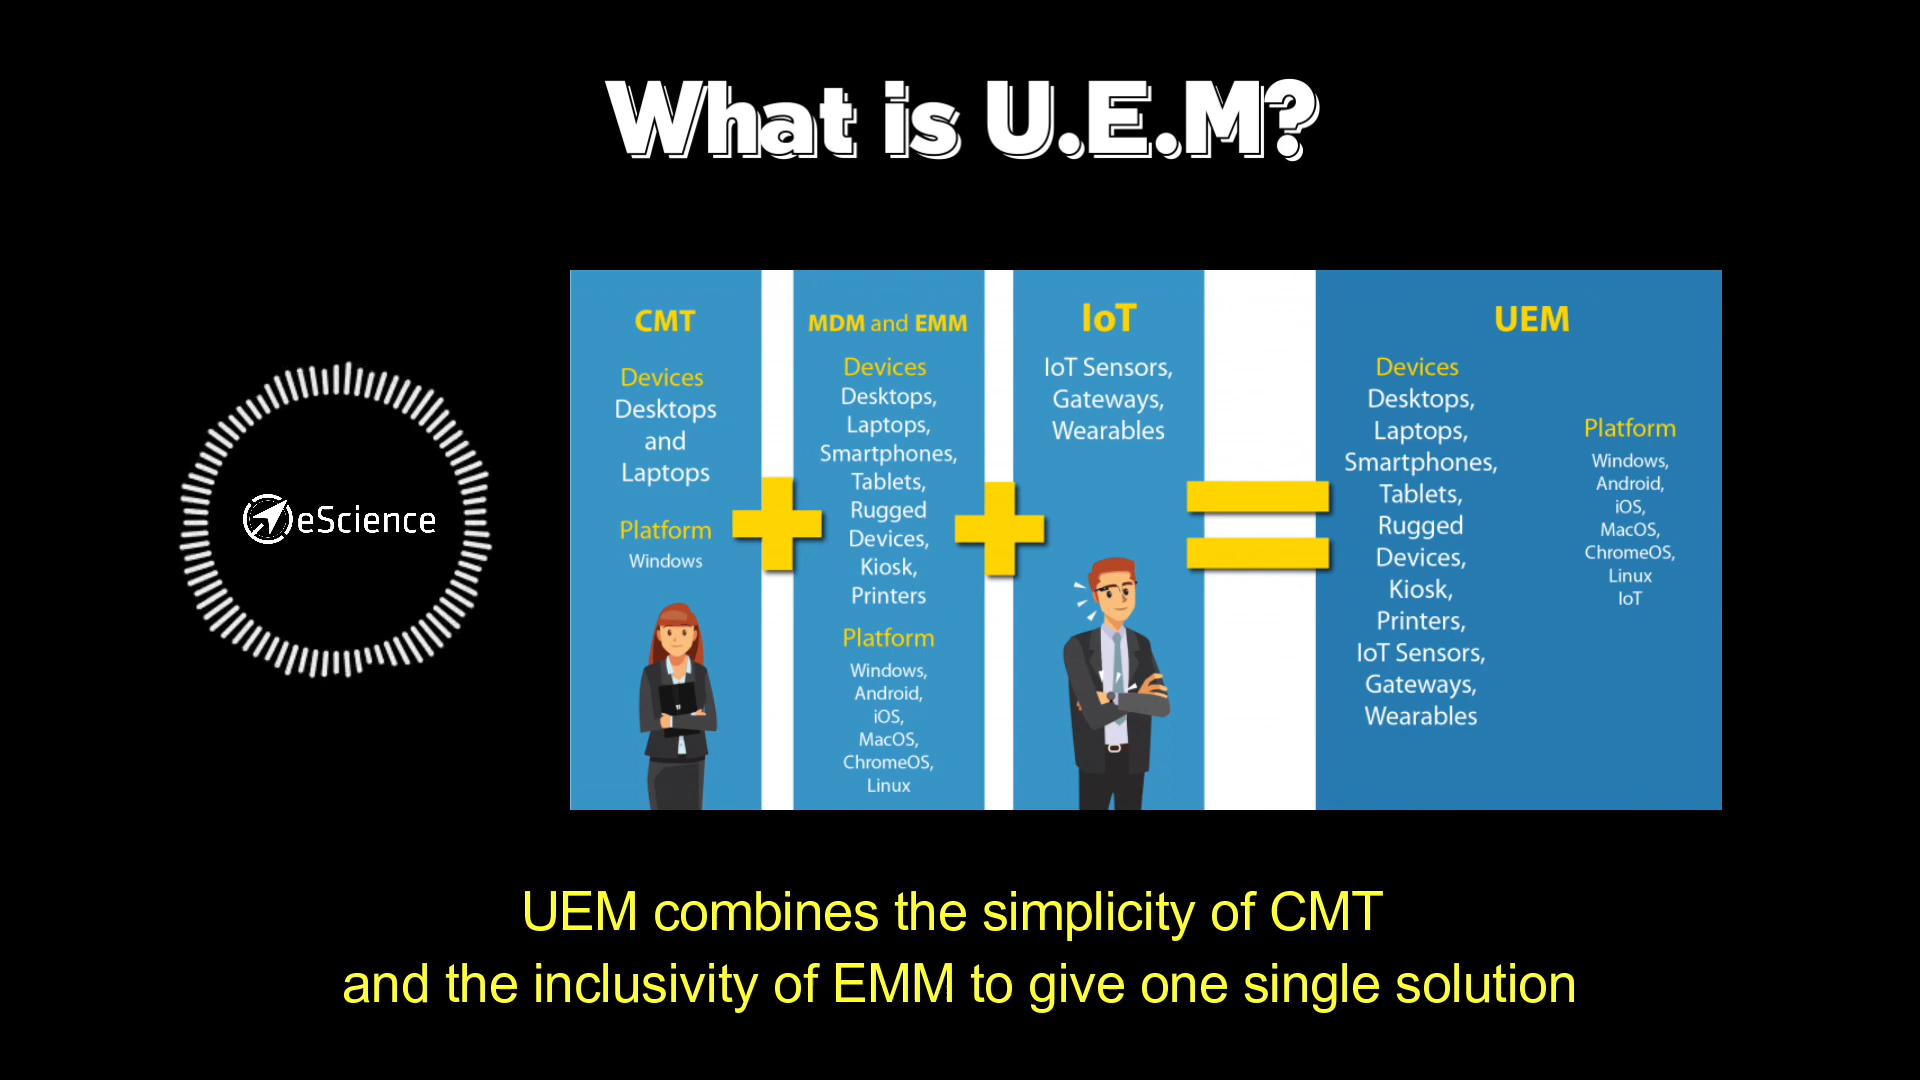 What is U.E.M?
eScience
CMT
Devices
Desktops
and
Laptops
Platform
Windows
MDM and EMM
Devices
Desktops,
Laptops,
Smartphones,
Tablets,
Rugged
Devices,
Kiosk,
Printers
Platform
Windows,
Android,
iOS,
MacOS,
ChromeOS,
Linux
IoT
IoT Sensors,
Gateways,
Wearables
UEM
Devices
Desktops,
Laptops,
Smartphones,
Tablets,
Rugged
Devices,
Kiosk,
Printers,
IoT Sensors,
Gateways,
Wearables
Platform
Windows,
Android,
iOS,
MacOS,
ChromeOS,
Linux
IoT
UEM combines the simplicity of CMT
and the inclusivity of EMM to give one single solution